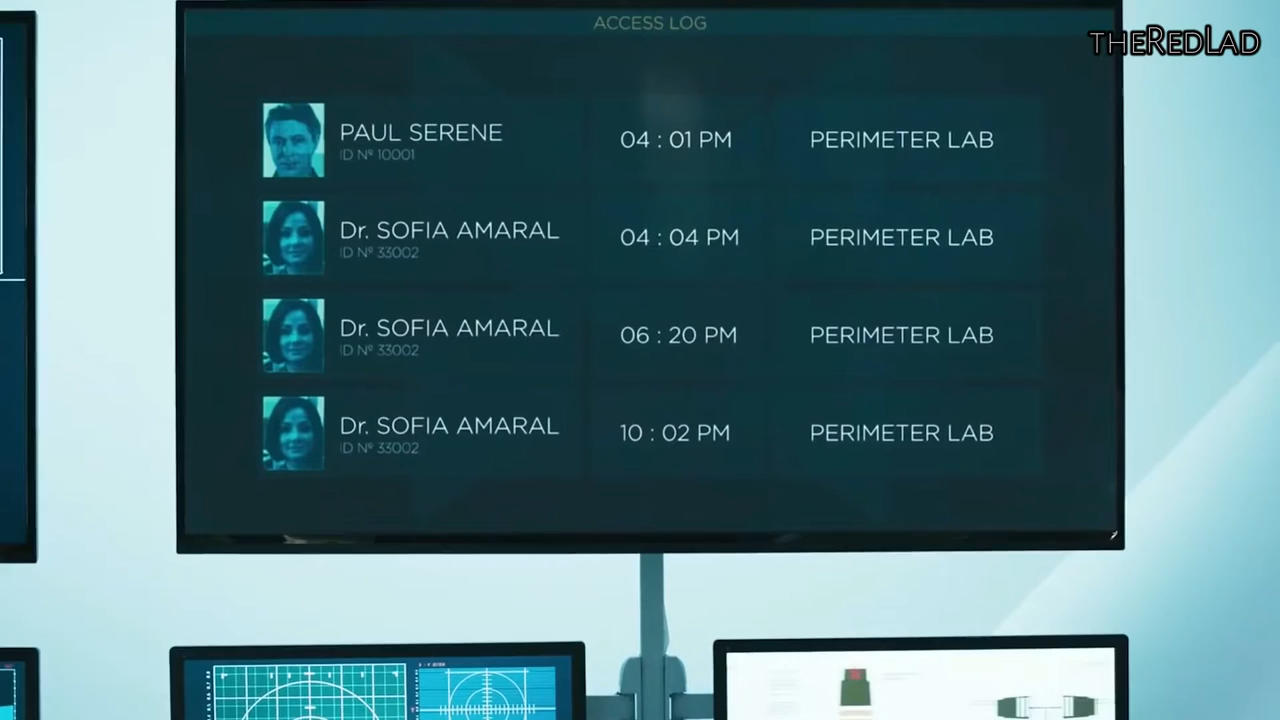 ACCESS LOG
THEREDLAD
PAUL SERENE
ID Nº 10001
04 : 01 PM
PERIMETER LAB
Dr. SOFIA AMARAL
ID Nº 33002
04 : 04 PM
PERIMETER LAB
Dr. SOFIA AMARAL
ID Nº 33002
06 : 20 PM
PERIMETER LAB
Dr. SOFIA AMARAL
ID Nº 33002
10 : 02 PM
PERIMETER LAB